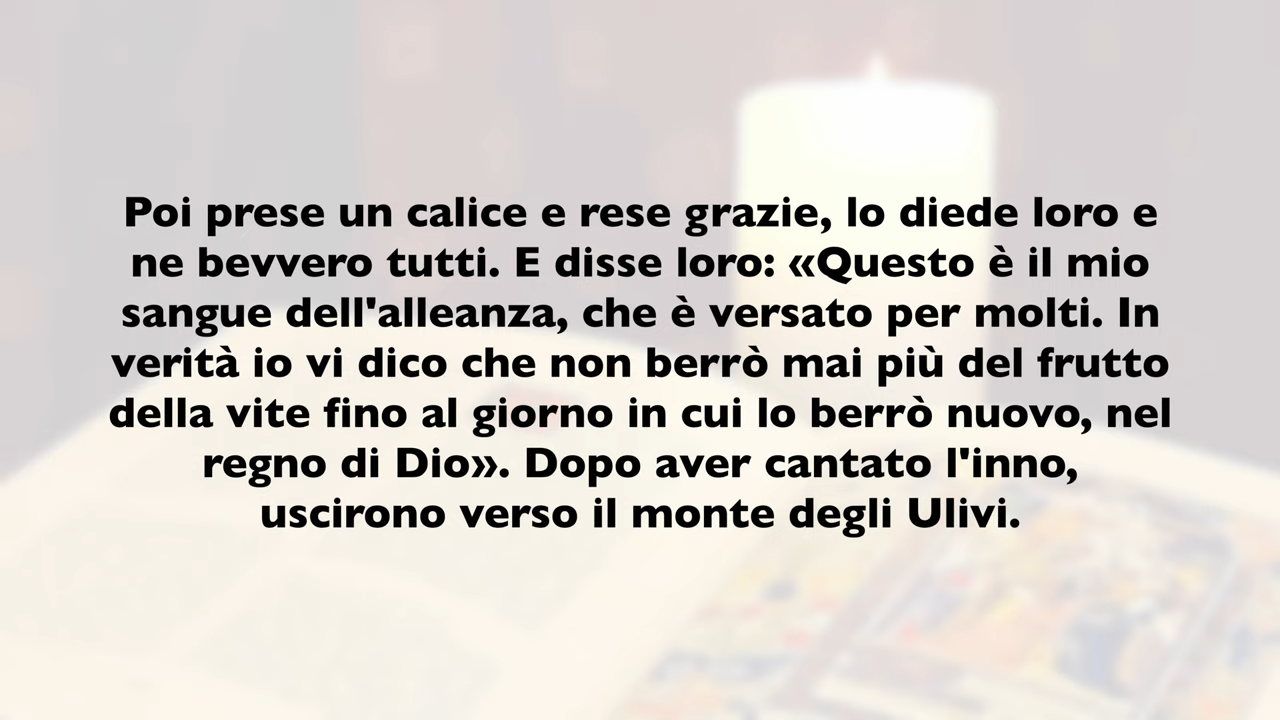 Poi prese un calice e rese grazie, lo diede loro e
ne bevvero tutti. E disse loro: «Questo è il mio
sangue dell'alleanza, che è versato per molti. In
verità io vi dico che non berrò mai più del frutto
della vite fino al giorno in cui lo berrò nuovo, nel
regno di Dio». Dopo aver cantato l'inno,
uscirono verso il monte degli Ulivi.